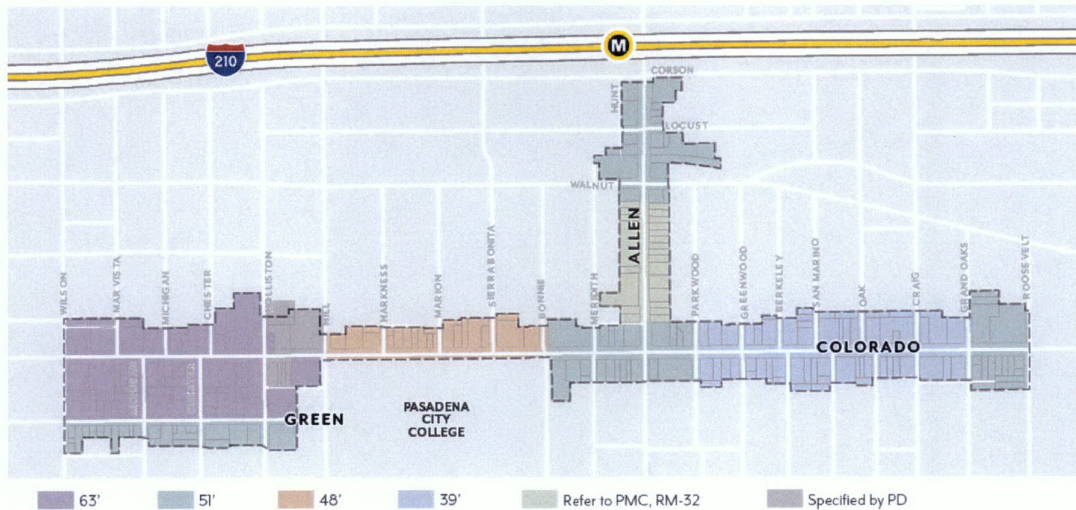 210
M
CORSON
HUNT
LOCUST
WALNUT
ALLEN
WILSON
MAR VISTA
MICHIGAN
CHESTER
HOLLISTON
HILL
HARKNESS
MARION
SIERRA BONITA
BONNIE
MERIDITH
PARKWOOD
GREENWOOD
BERKELEY
SAN MARINO
OAK
CRAIG
GRAND OAKS
ROOSEVELT
COLORADO
GREEN
PASADENA
CITY
COLLEGE
63'
51'
48'
39'
Refer to PMC, RM-32
Specified by PD